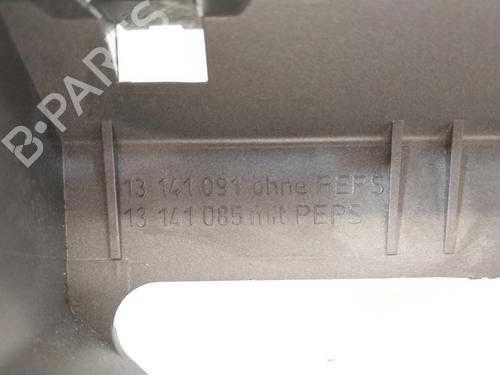 B-PARTS
13 141 091 ohne PEPS
13 141 085 mit PEPS